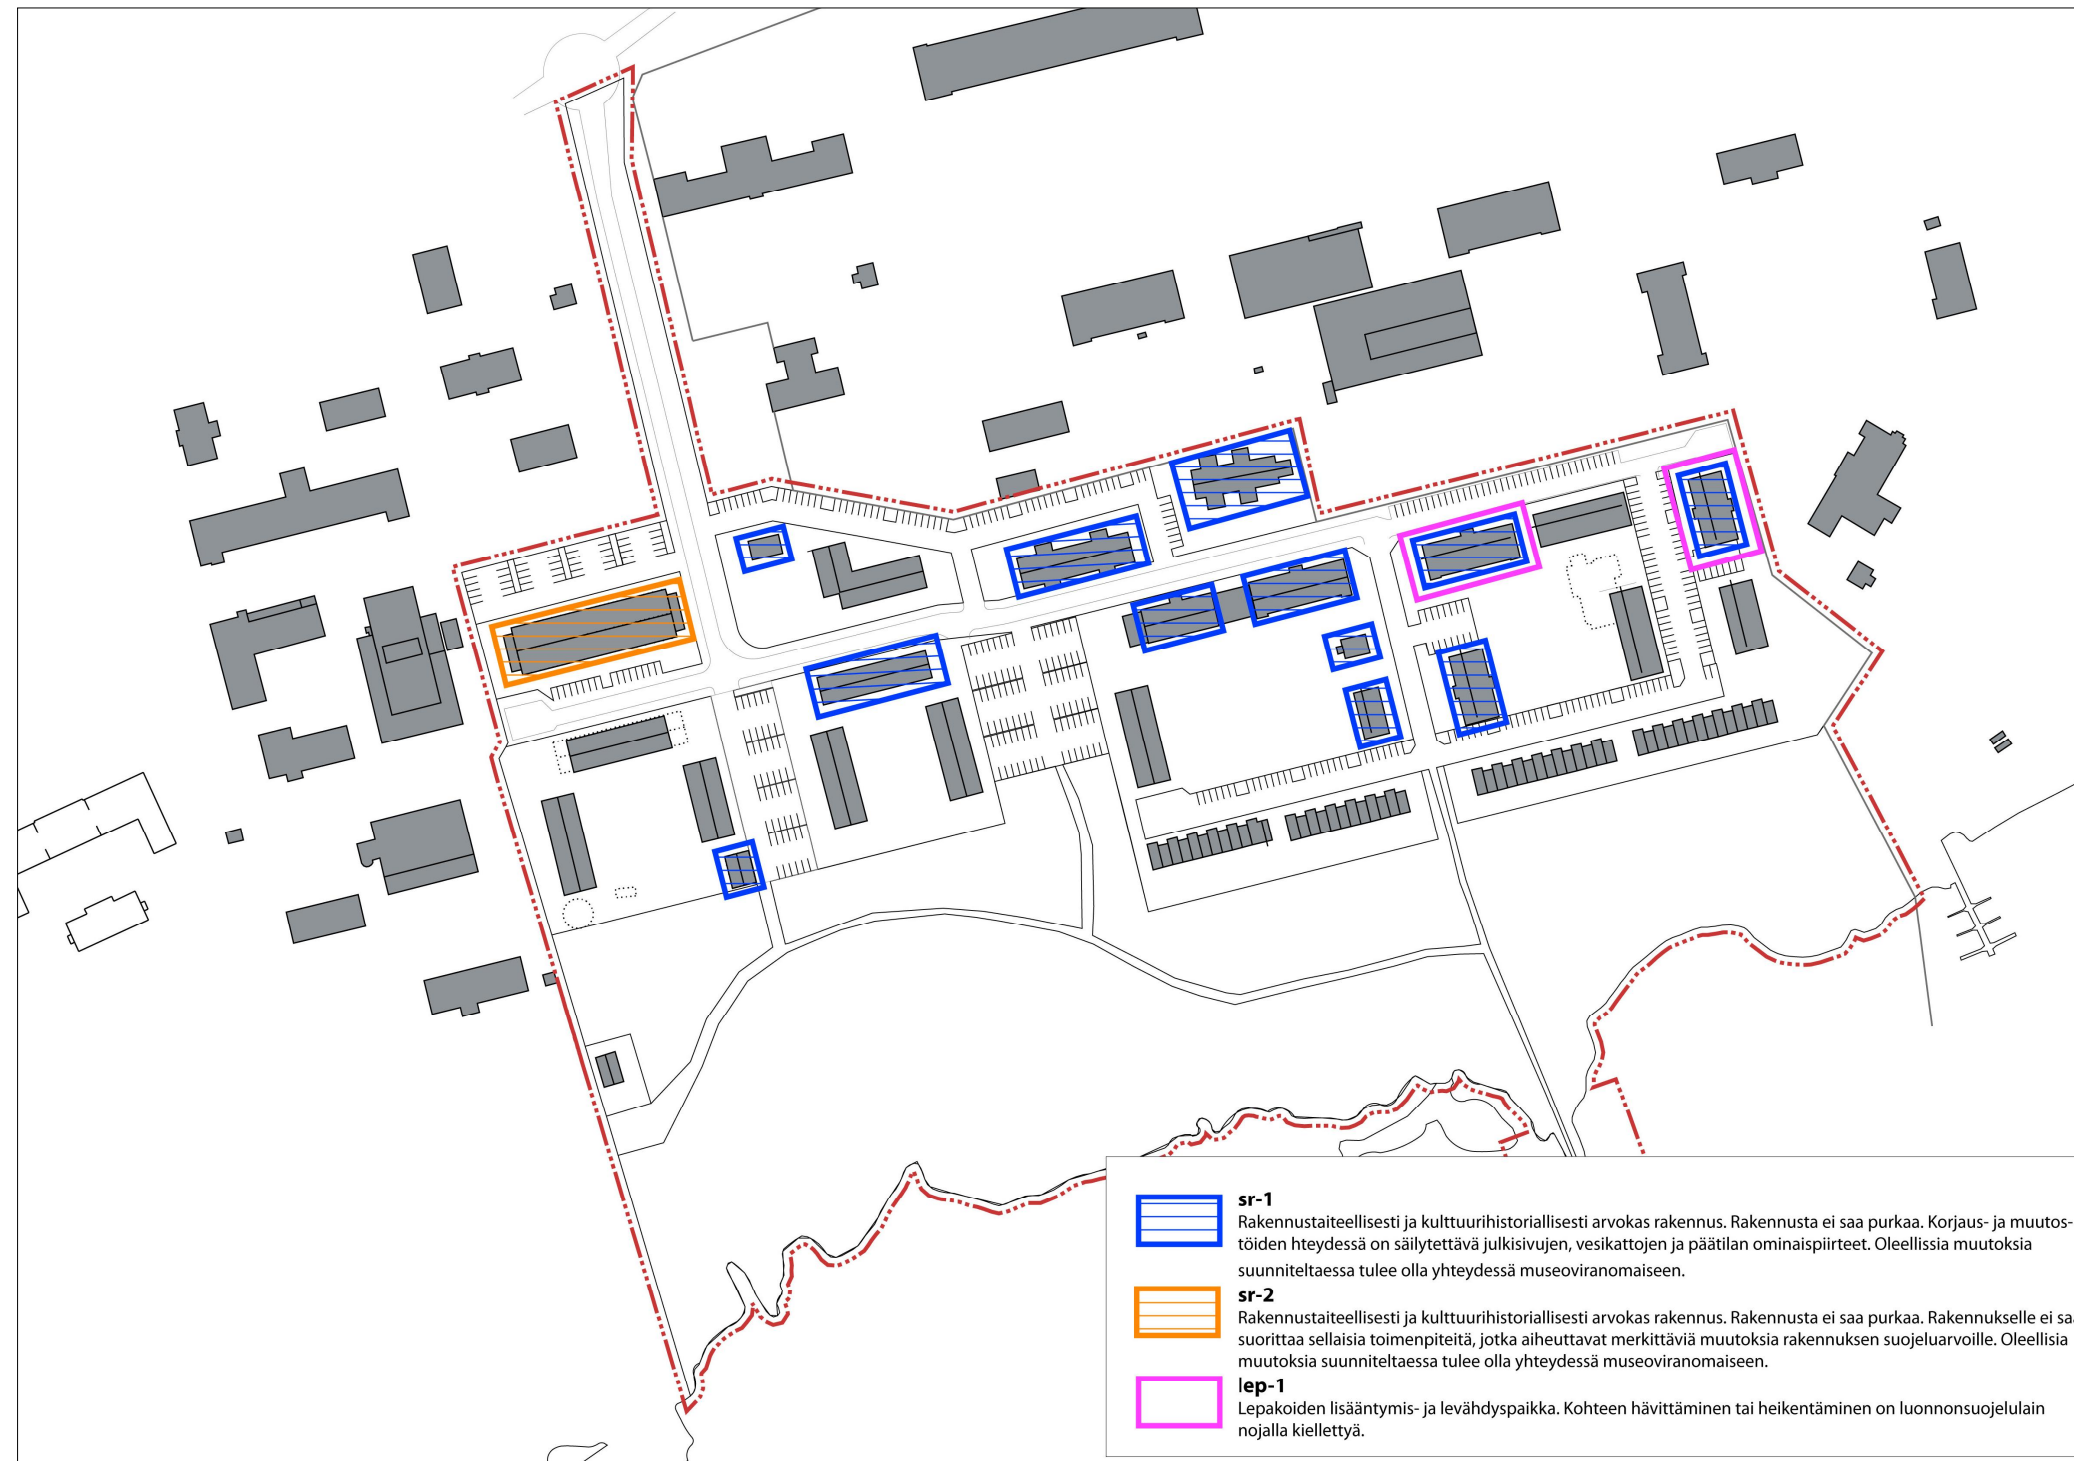 sr-1
Rakennustaiteellisesti ja kulttuurihistoriallisesti arvokas rakennus. Rakennusta ei saa purkaa. Korjaus- ja muutos-
töiden hteydessä on säilytettävä julkisivujen, vesikattojen ja päätilan ominaispiirteet. Oleellissia muutoksia
suunniteltaessa tulee olla yhteydessä museoviranomaiseen.
sr-2
Rakennustaiteellisesti ja kulttuurihistoriallisesti arvokas rakennus. Rakennusta ei saa purkaa. Rakennukselle ei saa
suorittaa sellaisia toimenpiteitä, jotka aiheuttavat merkittäviä muutoksia rakennuksen suojeluarvoille. Oleellisia
muutoksia suunniteltaessa tulee olla yhteydessä museoviranomaiseen.
lep-1
Lepakoiden lisääntymis- ja levähdyspaikka. Kohteen hävittäminen tai heikentäminen on luonnonsuojelulain
nojalla kiellettyä.